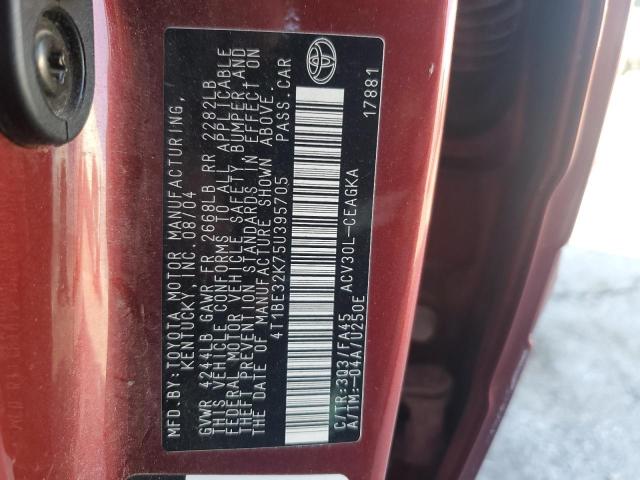 MFD.BY:TOYOTA MOTOR MANUFACTURING,
KENTUCKY, INC. 08/04
GVWR 4244LB GAWR FR 2668LB RR 2282LB
THIS VEHICLE CONFORMS TO ALL APPLICABLE
FEDERAL MOTOR VEHICLE SAFETY, BUMPER, AND
THEFT PREVENTION STANDARDS IN EFFECT ON
THE DATE OF MANUFACTURE SHOWN ABOVE.
4T1BE32K75U395705 PASS.CAR
C/TR:3Q3/FA45 ACV30L-CEAGKA
A/TM:-04A/U250E
17881